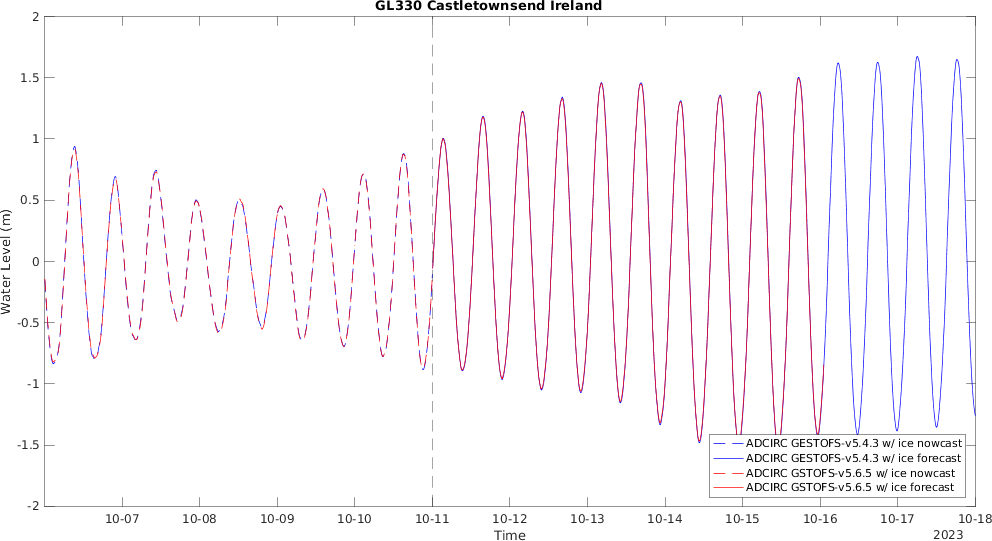 GL330 Castletownsend Ireland
2
1.5
1
0.5
0
-0.5
-1
-1.5
-2
Water Level (m)
ADCIRC GESTOFS-v5.4.3 w/ ice nowcast
ADCIRC GESTOFS-v5.4.3 w/ ice forecast
ADCIRC GSTOFS-v5.6.5 w/ ice nowcast
ADCIRC GSTOFS-v5.6.5 w/ ice forecast
10-07 10-08 10-09 10-10 10-11 10-12 10-13 10-14 10-15 10-16 10-17 10-18
Time
2023